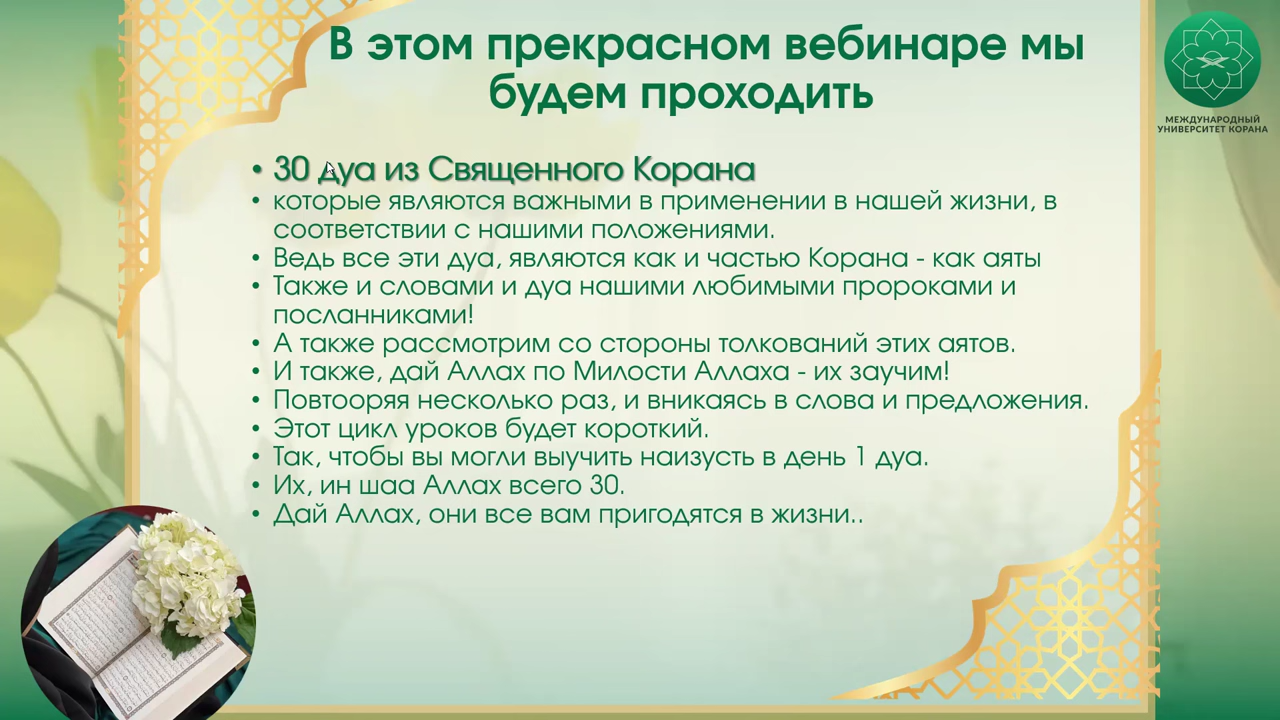 В этом прекрасном вебинаре мы
будем проходить
МЕЖДУНАРОДНЫЙ
УНИВЕРСИТЕТ КОРАНА
• 30 дуа из Священного Корана
• которые являются важными в применении в нашей жизни, в
соответствии с нашими положениями.
• Ведь все эти дуа, являются как и частью Корана - как аяты
• Также и словами и дуа нашими любимыми пророками и
посланниками!
• А также рассмотрим со стороны толкований этих аятов.
• И также, дай Аллах по Милости Аллаха - их заучим!
• Повтооряя несколько раз, и вникаясь в слова и предложения.
• Этот цикл уроков будет короткий.
• Так, чтобы вы могли выучить наизусть в день 1 дуа.
• Их, ин шаа Аллах всего 30.
• Дай Аллах, они все вам пригодятся в жизни..